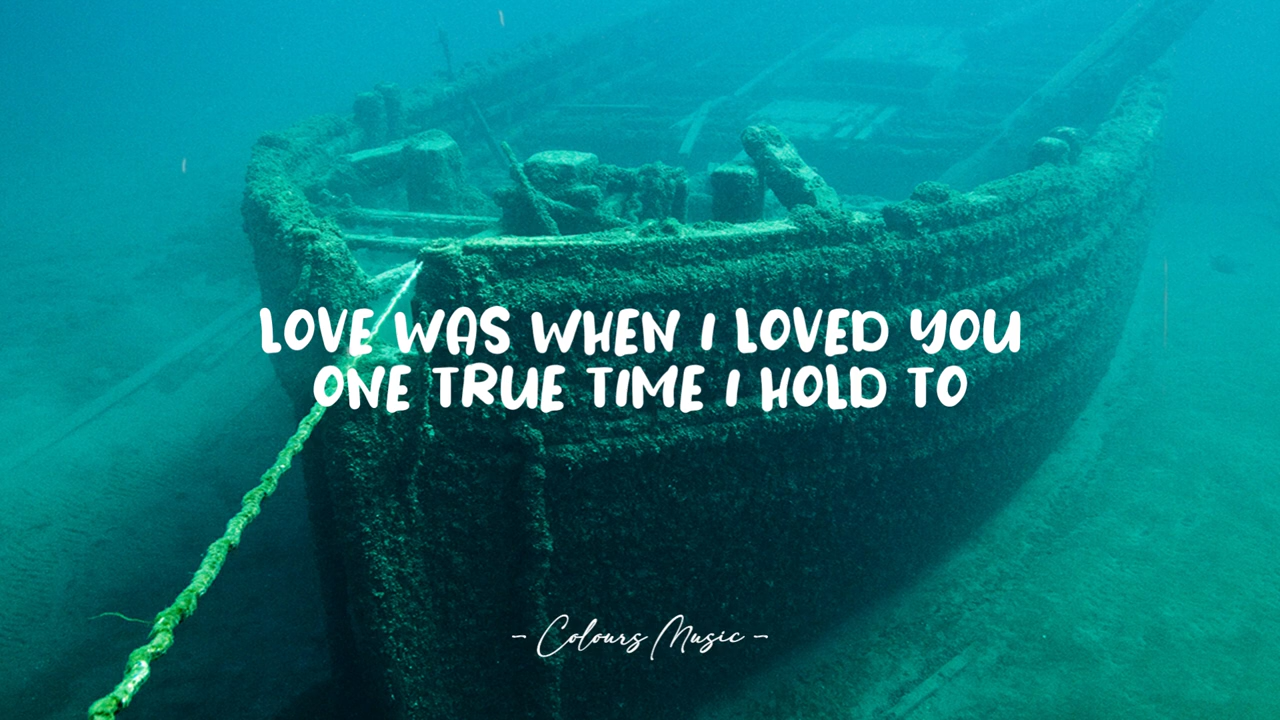 LOVE WAS WHEN I LOVED YOU
ONE TRUE TIME I HOLD TO
- Colours Music -